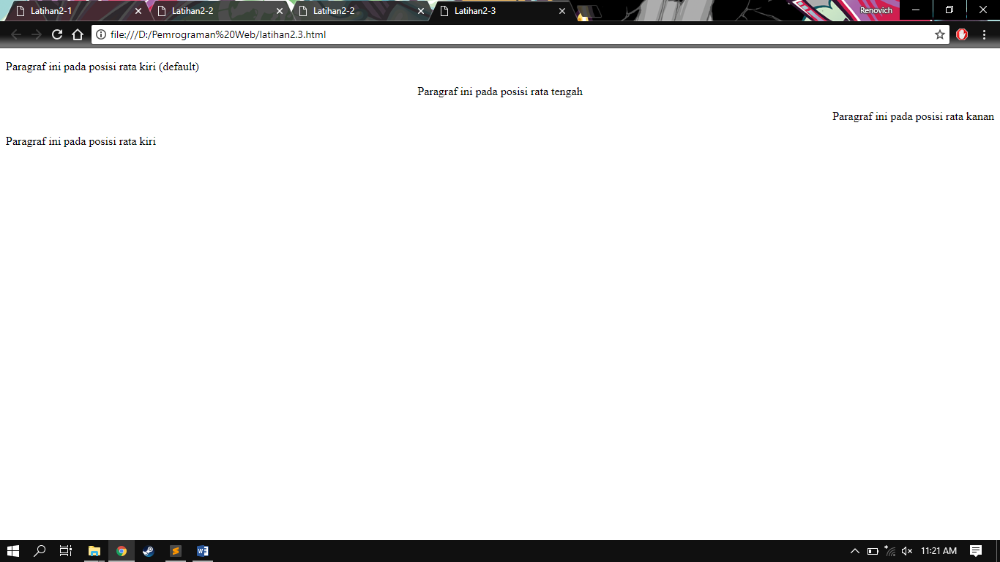 Latihan2-1 Latihan2-2 Latihan2-2 Latihan2-3 Renovich
file:///D:/Pemrograman%20Web/latihan2.3.html
Paragraf ini pada posisi rata kiri (default)
Paragraf ini pada posisi rata tengah
Paragraf ini pada posisi rata kanan
Paragraf ini pada posisi rata kiri
11:21 AM